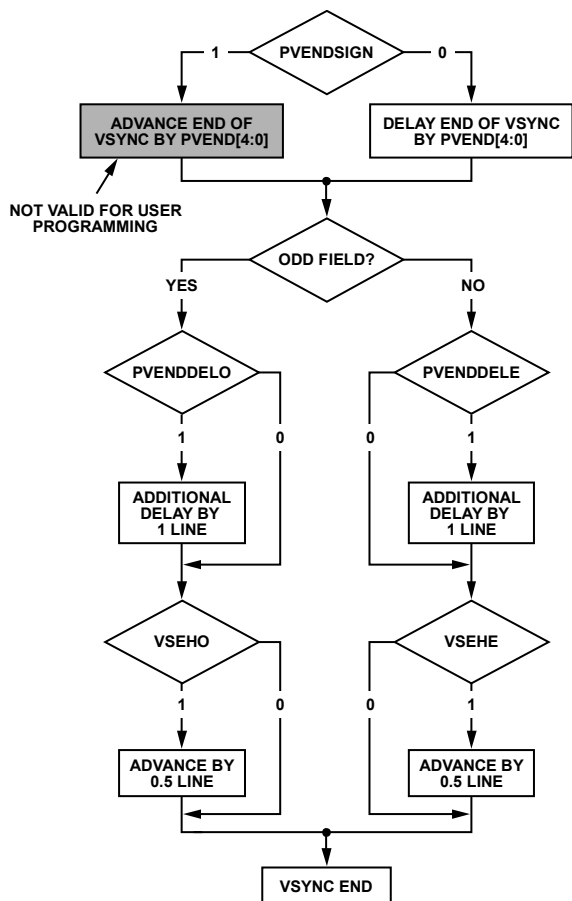 PVENDSIGN
1
0
ADVANCE END OF
VSYNC BY PVEND[4:0]
DELAY END OF VSYNC
BY PVEND[4:0]
NOT VALID FOR USER
PROGRAMMING
ODD FIELD?
YES
NO
PVENDDELO
PVENDDELE
1
0
0
1
ADDITIONAL
DELAY BY
1 LINE
ADDITIONAL
DELAY BY
1 LINE
VSEHO
VSEHE
1
0
0
1
ADVANCE BY
0.5 LINE
ADVANCE BY
0.5 LINE
VSYNC END